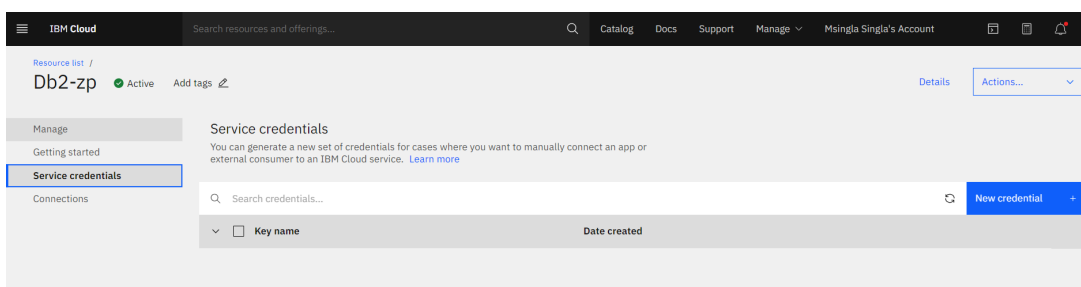 IBM Cloud Search resources and offerings... Catalog Docs Support Manage Msingla Singla's Account
Resource list /
Db2-zp Active Add tags Details Actions...
Manage
Getting started
Service credentials
Connections
Service credentials
You can generate a new set of credentials for cases where you want to manually connect an app or
external consumer to an IBM Cloud service. Learn more
Search credentials... New credential +
Key name Date created